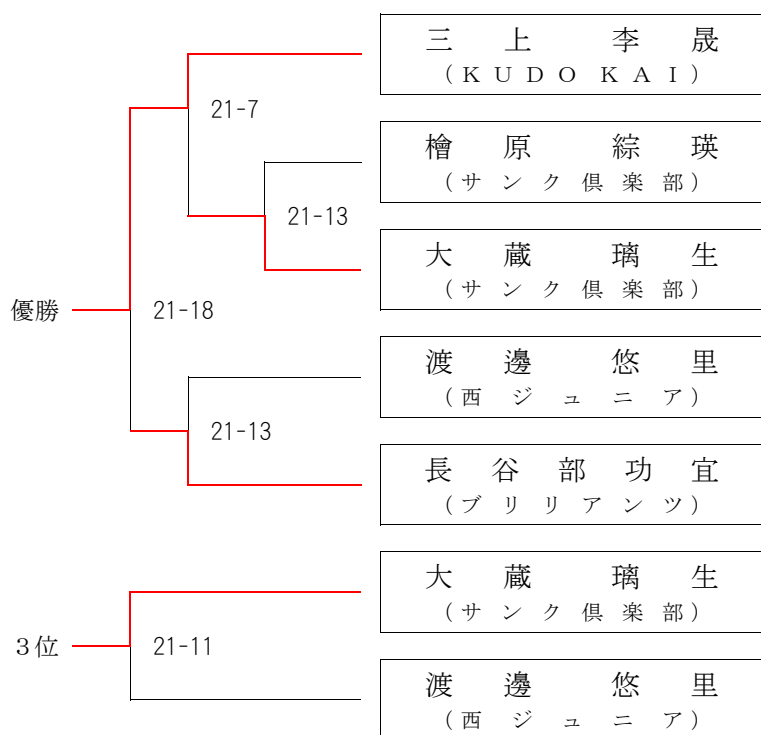 三上 李晟
(KUDO KAI)
21-7
檜原 綜瑛
(サンク倶楽部)
21-13
大蔵 璃生
(サンク倶楽部)
優勝
21-18
渡邊 悠里
(西ジュニア)
21-13
長谷部功宜
(ブリリアンツ)
大蔵 璃生
(サンク倶楽部)
3位
21-11
渡邊 悠里
(西ジュニア)